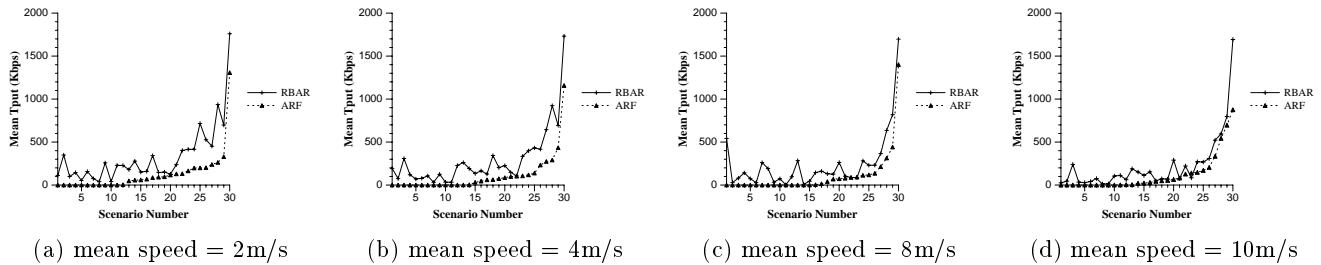 2000
1500
1000
500
0
Mean Tput (Kbps)
5 10 15 20 25 30
Scenario Number
RBAR
ARF
(a) mean speed = 2m/s
2000
1500
1000
500
0
Mean Tput (Kbps)
5 10 15 20 25 30
Scenario Number
RBAR
ARF
(b) mean speed = 4m/s
2000
1500
1000
500
0
Mean Tput (Kbps)
5 10 15 20 25 30
Scenario Number
RBAR
ARF
(c) mean speed = 8m/s
2000
1500
1000
500
0
Mean Tput (Kbps)
5 10 15 20 25 30
Scenario Number
RBAR
ARF
(d) mean speed = 10m/s